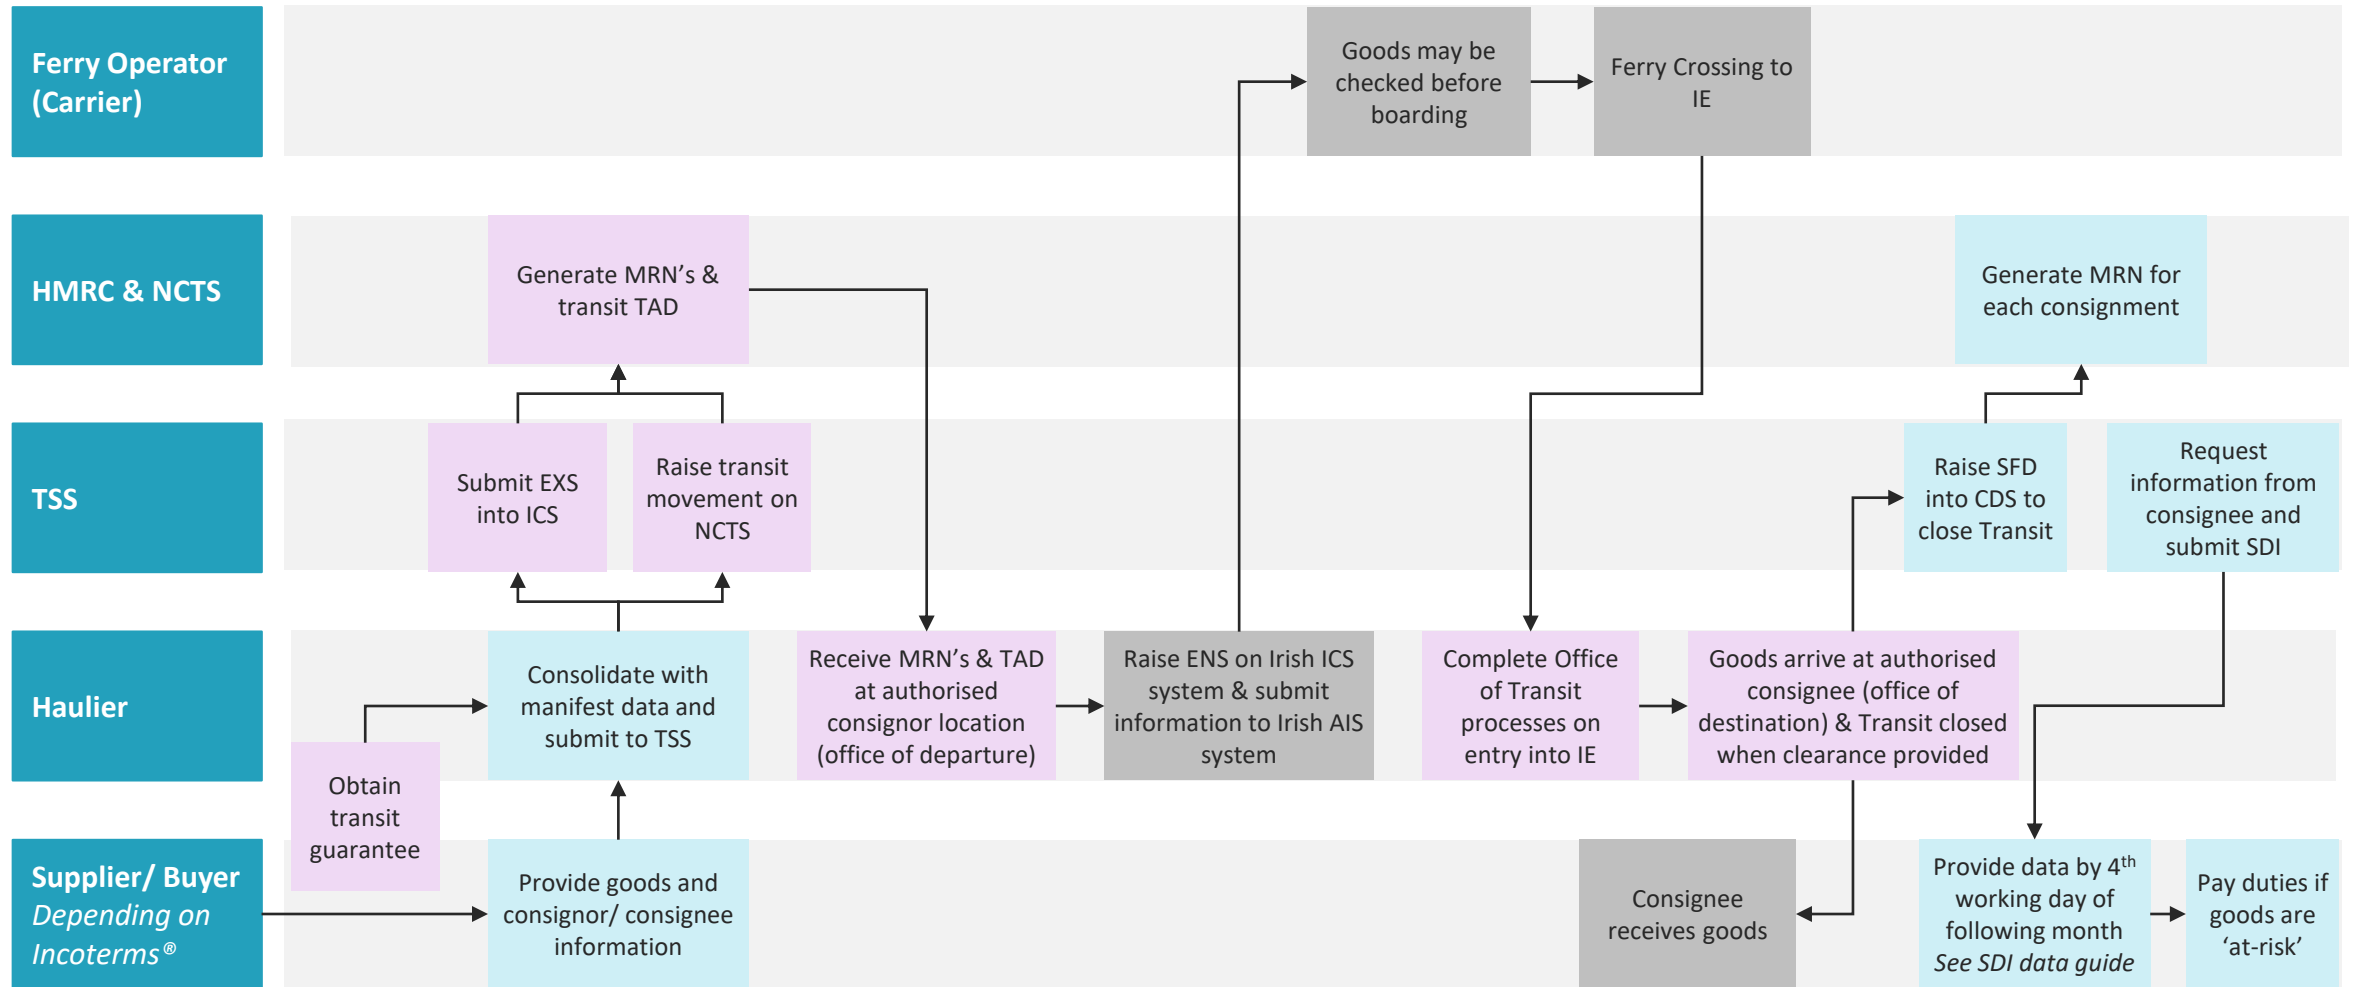 Ferry Operator
(Carrier)
Goods may be
checked before
boarding
Ferry Crossing to
IE
HMRC & NCTS
Generate MRN's &
transit TAD
Generate MRN for
each consignment
TSS
Submit EXS
into ICS
Raise transit
movement on
NCTS
Raise SFD
into CDS to
close Transit
Request
information from
consignee and
submit SDI
Haulier
Obtain
transit
guarantee
Consolidate with
manifest data and
submit to TSS
Receive MRN's & TAD
at authorised
consignor location
(office of departure)
Raise ENS on Irish ICS
system & submit
information to Irish AIS
system
Complete Office
of Transit
processes on
entry into IE
Goods arrive at authorised
consignee (office of
destination) & Transit closed
when clearance provided
Supplier/ Buyer
Depending on
Incoterms®
Provide goods and
consignor/ consignee
information
Consignee
receives goods
Provide data by 4th
working day of
following month
See SDI data guide
Pay duties if
goods are
‘at-risk’